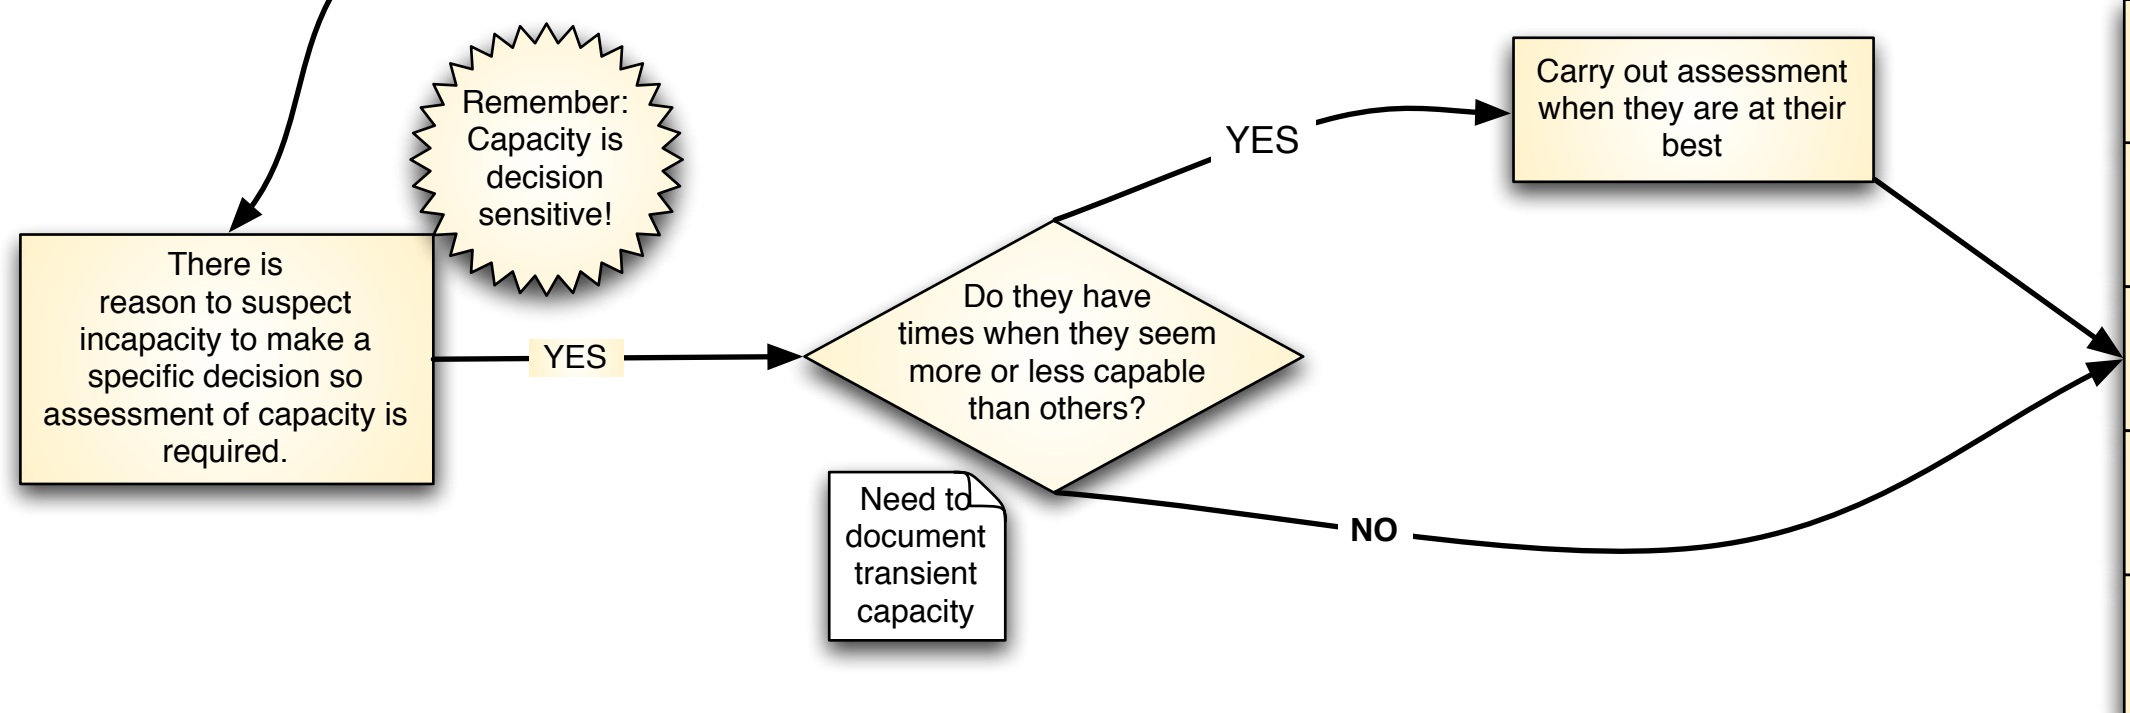 Remember:
Capacity is
decision
sensitive!
There is
reason to suspect
incapacity to make a
specific decision so
assessment of capacity is
required.
YES
Do they have
times when they seem
more or less capable
than others?
Need to
document
transient
capacity
YES
Carry out assessment
when they are at their
best
NO